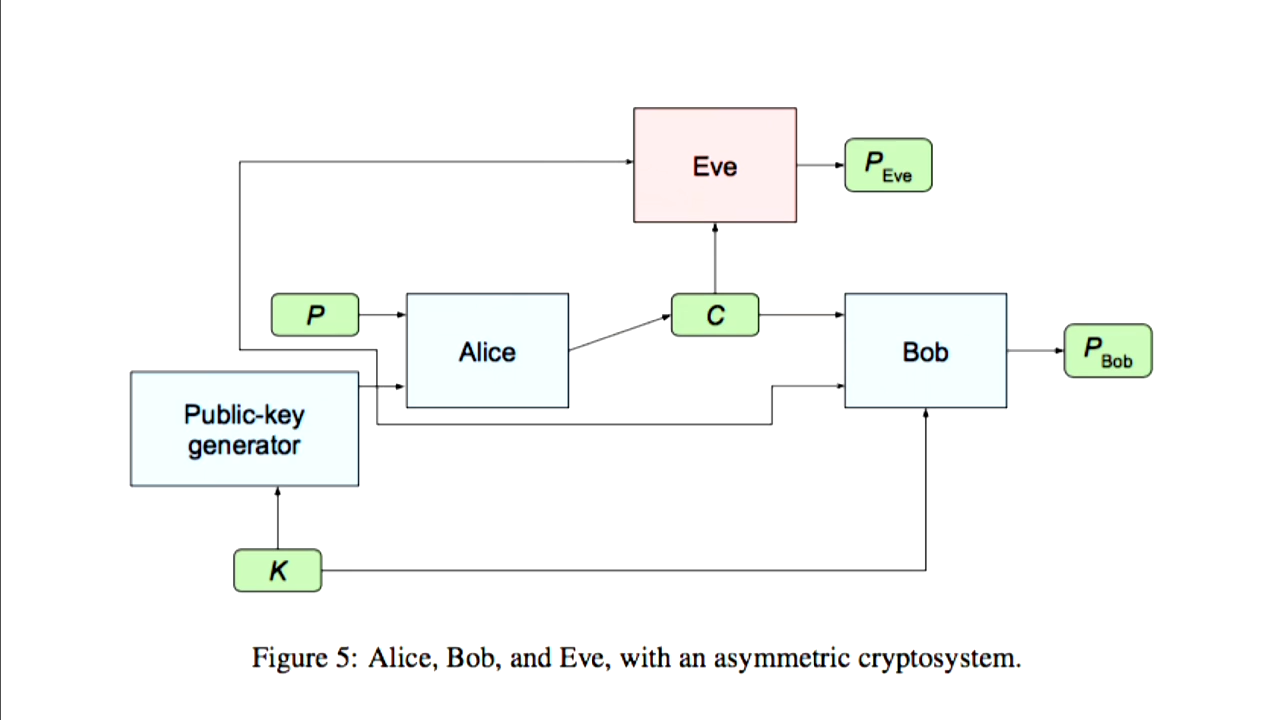 Eve
P Eve
P
Alice
C
Bob
P Bob
Public-key
generator
K
Figure 5: Alice, Bob, and Eve, with an asymmetric cryptosystem.